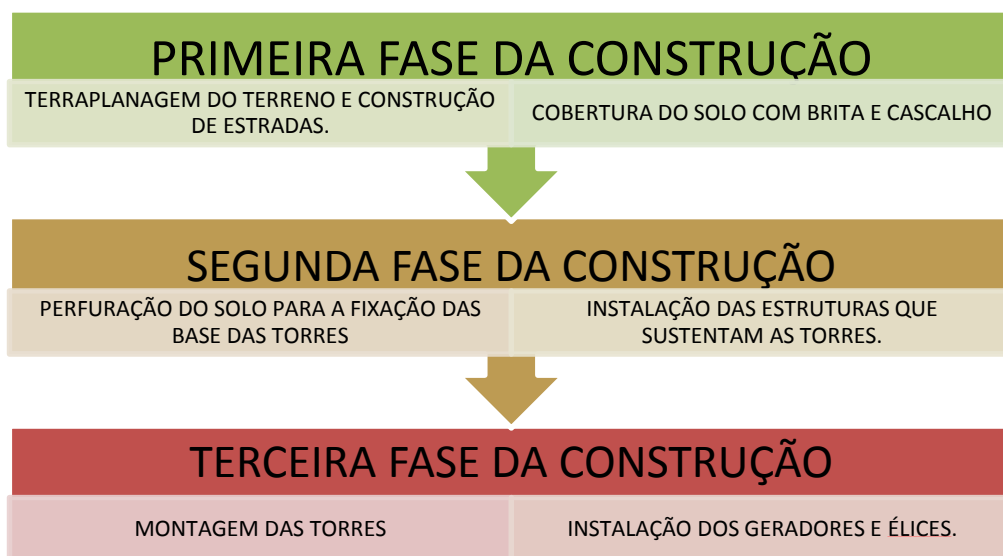 PRIMEIRA FASE DA CONSTRUÇÃO
TERRAPLANAGEM DO TERRENO E CONSTRUÇÃO
DE ESTRADAS.
COBERTURA DO SOLO COM BRITA E CASCALHO
SEGUNDA FASE DA CONSTRUÇÃO
PERFURAÇÃO DO SOLO PARA A FIXAÇÃO DAS
BASE DAS TORRES
INSTALAÇÃO DAS ESTRUTURAS QUE
SUSTENTAM AS TORRES.
TERCEIRA FASE DA CONSTRUÇÃO
MONTAGEM DAS TORRES
INSTALAÇÃO DOS GERADORES E ÉLICES.